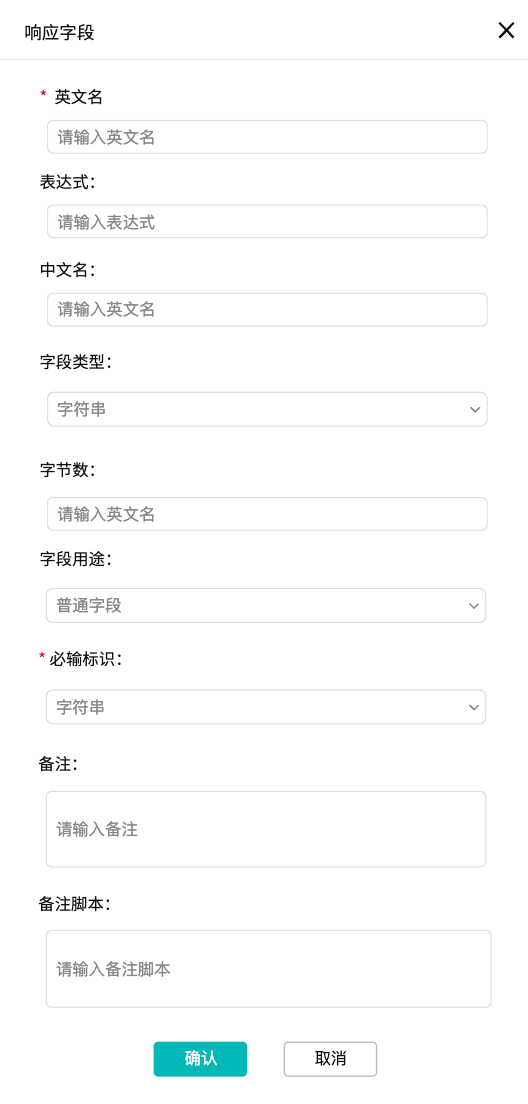 响应字段
* 英文名
请输入英文名
表达式:
请输入表达式
中文名:
请输入英文名
字段类型:
字符串
字节数:
请输入英文名
字段用途:
普通字段
* 必输标识:
字符串
备注:
请输入备注
备注脚本:
请输入备注脚本
确认 取消